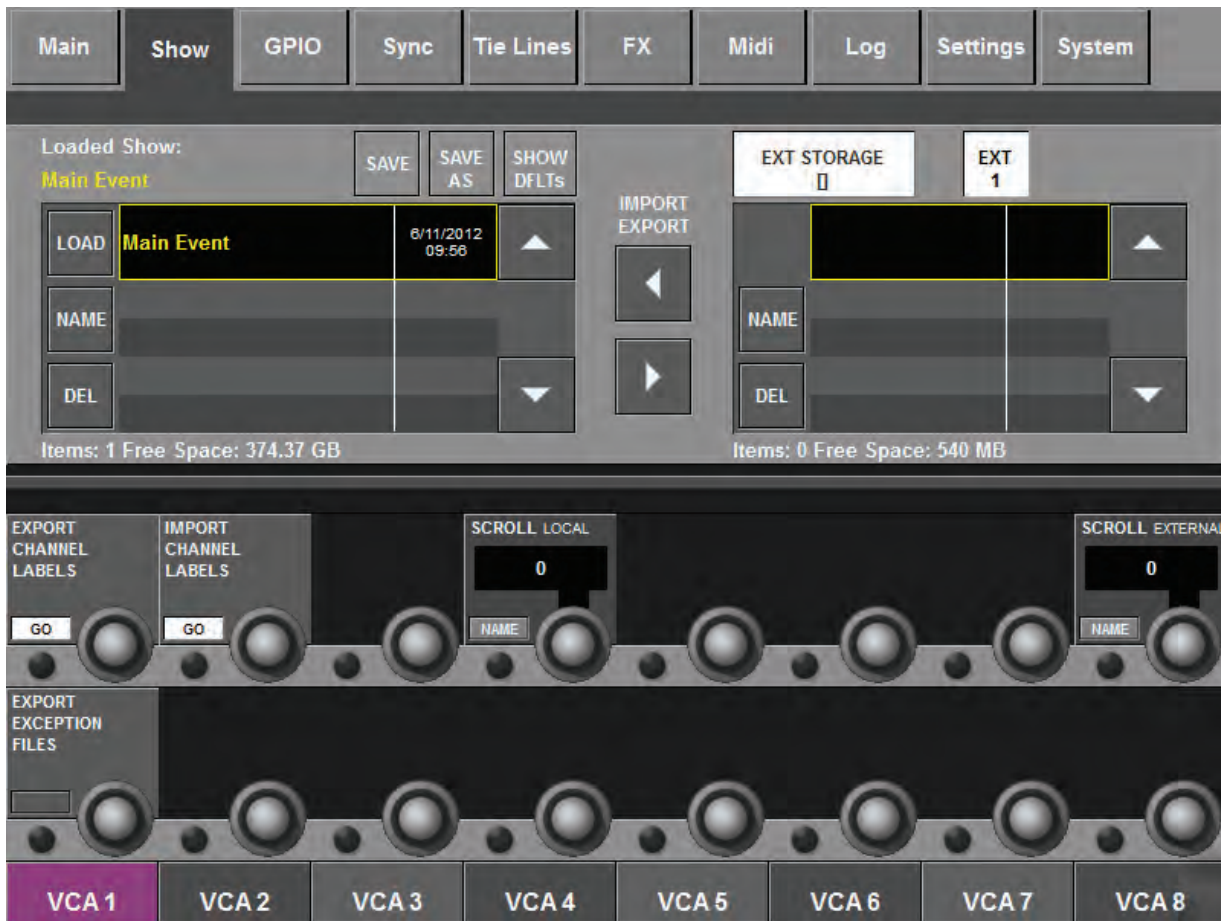 Main Show GPIO Sync Tie Lines FX Midi Log Settings System
Loaded Show:
Main Event
SAVE
SAVE
AS
SHOW
DFLTs
LOAD
Main Event
6/11/2012
09:56
NAME
DEL
Items: 1 Free Space: 374.37 GB
IMPORT
EXPORT
EXT STORAGE
[]
EXT
1
NAME
DEL
Items: 0 Free Space: 540 MB
EXPORT
CHANNEL
LABELS
GO
IMPORT
CHANNEL
LABELS
GO
SCROLL LOCAL
0
NAME
SCROLL EXTERNAL
0
NAME
EXPORT
EXCEPTION
FILES
VCA 1 VCA 2 VCA 3 VCA 4 VCA 5 VCA 6 VCA 7 VCA 8